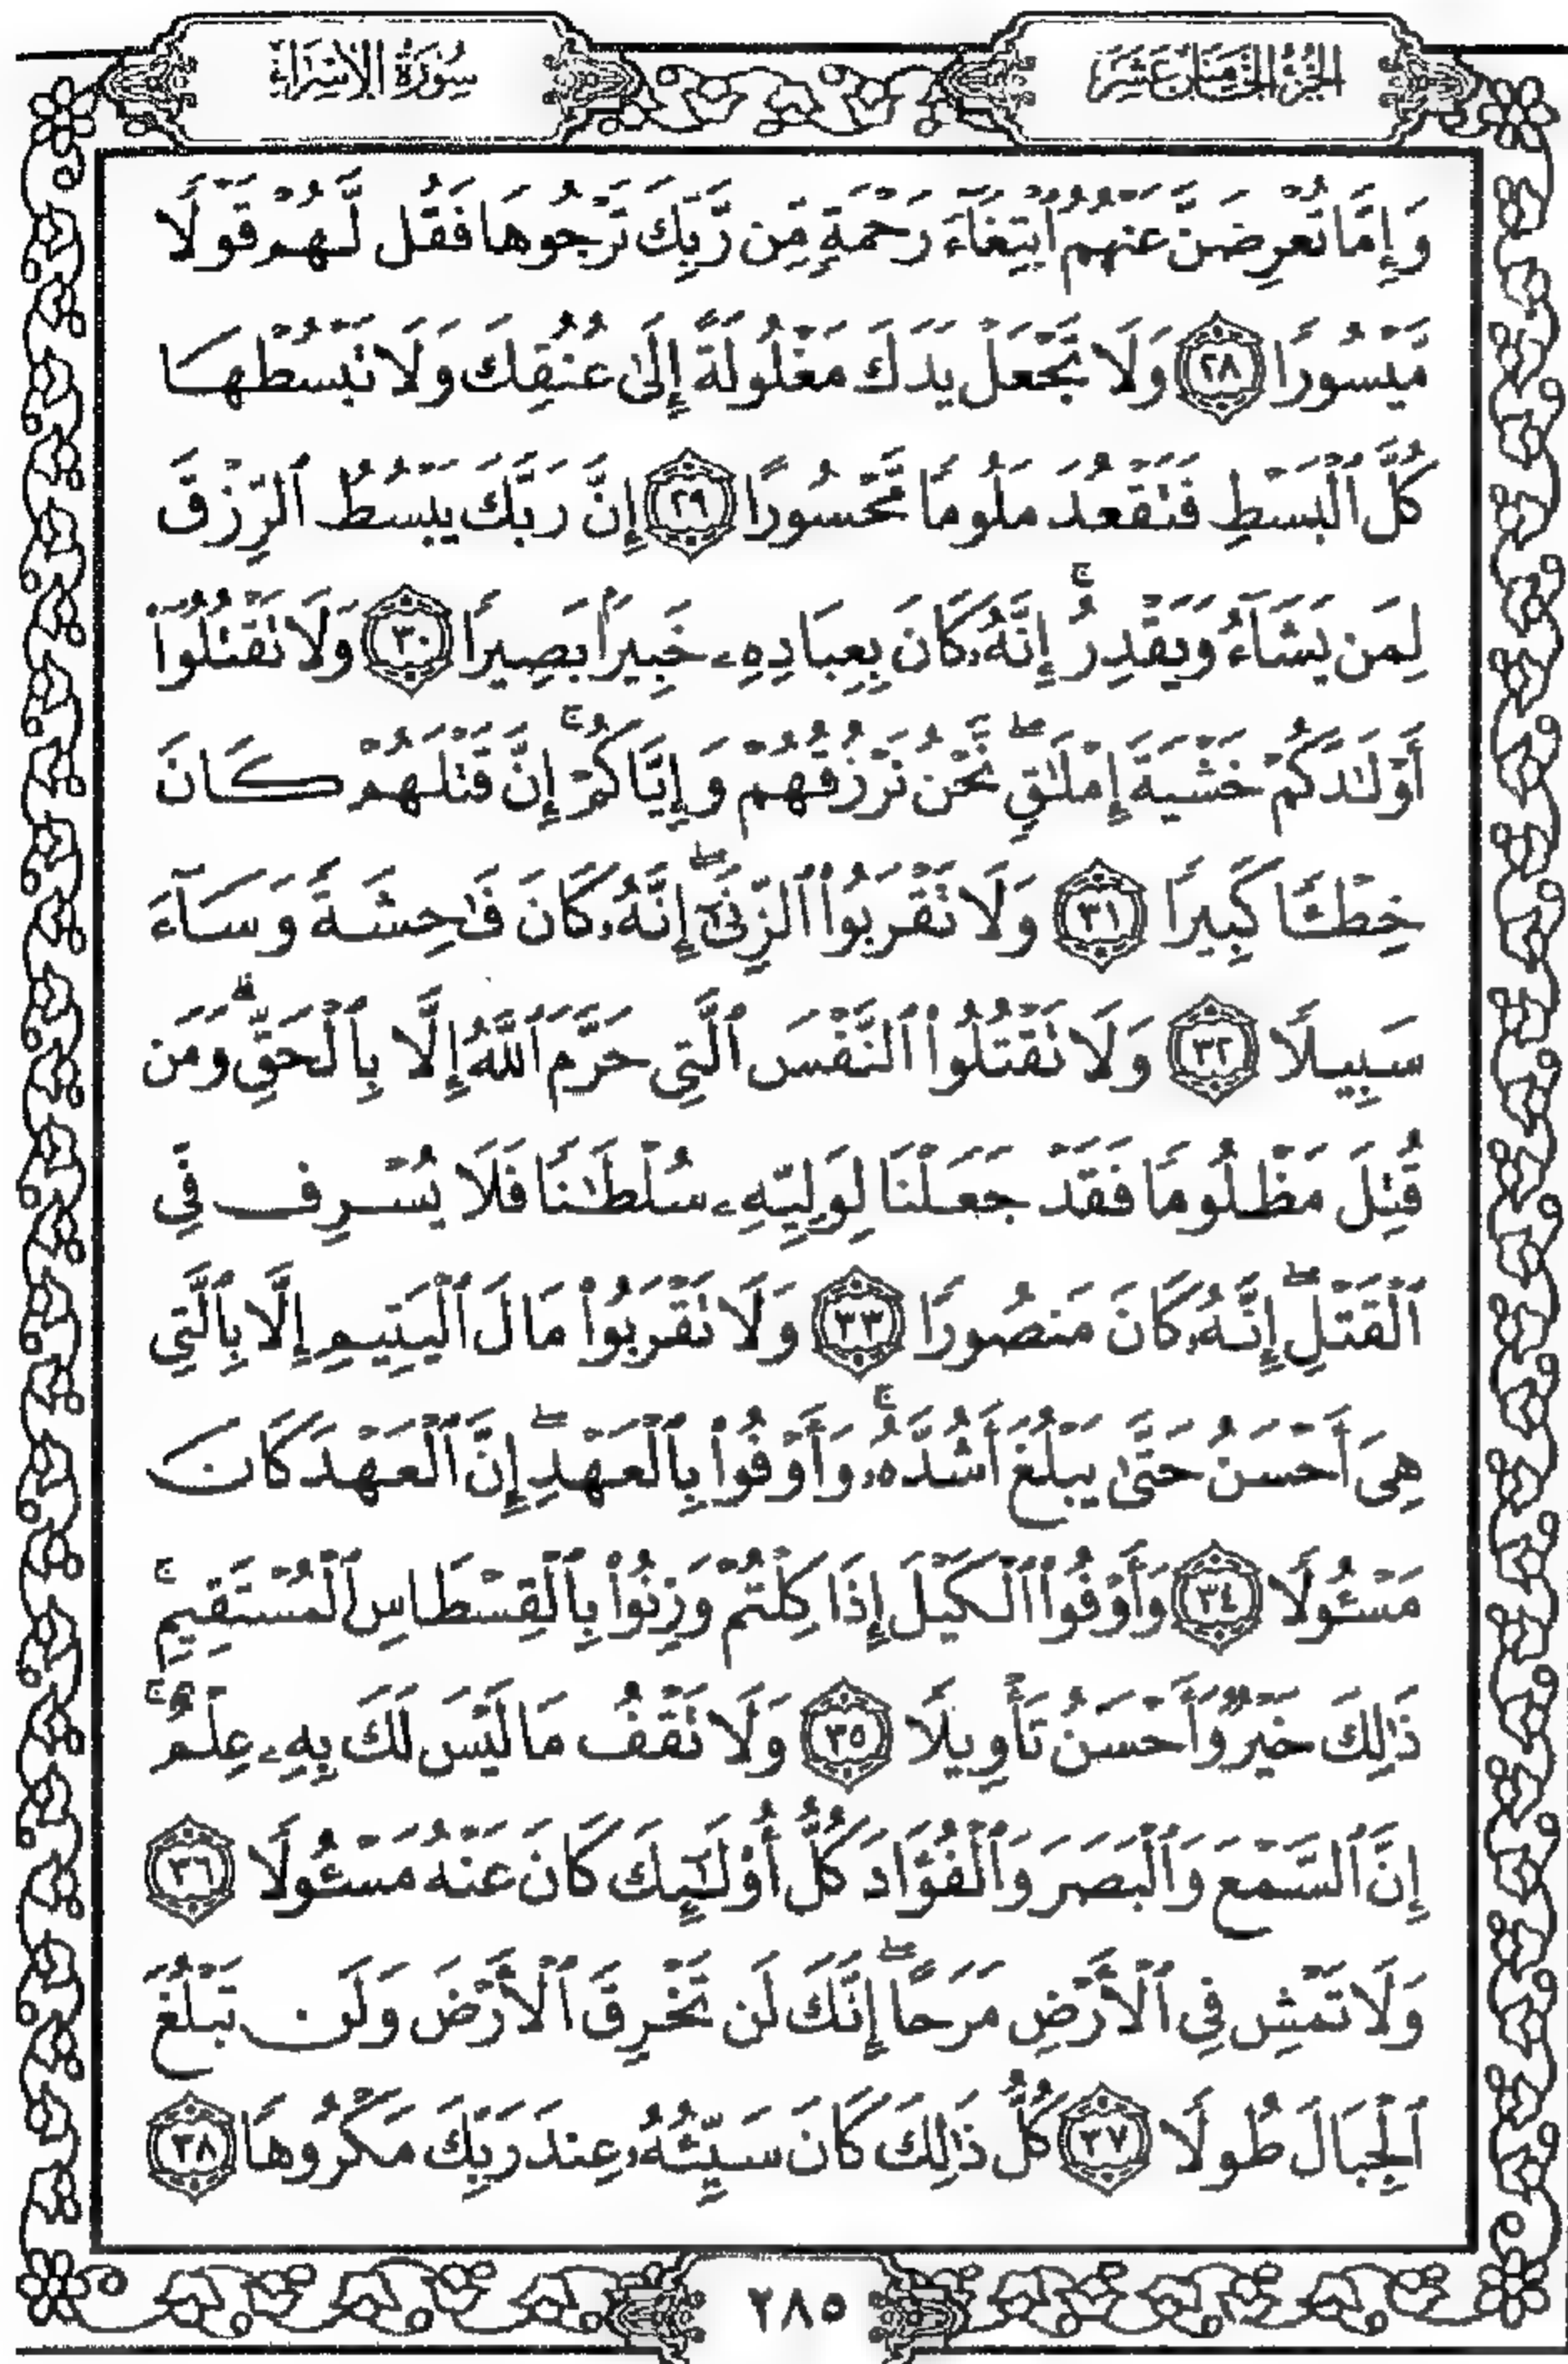 الجزء الخامس عشر
سورة الإسراء
وَإِمَّا تُعْرِضَنَّ عَنْهُمُ ٱبْتِغَآءَ رَحْمَةٍ مِّن رَّبِّكَ تَرْجُوهَا فَقُل لَّهُمْ قَوْلًا
مَّيْسُورًا ٢٨ وَلَا تَجْعَلْ يَدَكَ مَغْلُولَةً إِلَىٰ عُنُقِكَ وَلَا تَبْسُطْهَا
كُلَّ ٱلْبَسْطِ فَتَقْعُدَ مَلُومًا مَّحْسُورًا ٢٩ إِنَّ رَبَّكَ يَبْسُطُ ٱلرِّزْقَ
لِمَن يَشَآءُ وَيَقْدِرُ ۚ إِنَّهُۥ كَانَ بِعِبَادِهِۦ خَبِيرًۢا بَصِيرًا ٣٠ وَلَا تَقْتُلُوٓا۟
أَوْلَٰدَكُمْ خَشْيَةَ إِمْلَٰقٍ ۖ نَّحْنُ نَرْزُقُهُمْ وَإِيَّاكُمْ ۚ إِنَّ قَتْلَهُمْ كَانَ
خِطْـًٔا كَبِيرًا ٣١ وَلَا تَقْرَبُوا۟ ٱلزِّنَىٰٓ ۖ إِنَّهُۥ كَانَ فَٰحِشَةً وَسَآءَ
سَبِيلًا ٣٢ وَلَا تَقْتُلُوا۟ ٱلنَّفْسَ ٱلَّتِى حَرَّمَ ٱللَّهُ إِلَّا بِٱلْحَقِّ ۗ وَمَن
قُتِلَ مَظْلُومًا فَقَدْ جَعَلْنَا لِوَلِيِّهِۦ سُلْطَٰنًا فَلَا يُسْرِف فِّى
ٱلْقَتْلِ ۖ إِنَّهُۥ كَانَ مَنصُورًا ٣٣ وَلَا تَقْرَبُوا۟ مَالَ ٱلْيَتِيمِ إِلَّا بِٱلَّتِى
هِىَ أَحْسَنُ حَتَّىٰ يَبْلُغَ أَشُدَّهُۥ ۚ وَأَوْفُوا۟ بِٱلْعَهْدِ ۖ إِنَّ ٱلْعَهْدَ كَانَ
مَسْـُٔولًا ٣٤ وَأَوْفُوا۟ ٱلْكَيْلَ إِذَا كِلْتُمْ وَزِنُوا۟ بِٱلْقِسْطَاسِ ٱلْمُسْتَقِيمِ ۚ
ذَٰلِكَ خَيْرٌ وَأَحْسَنُ تَأْوِيلًا ٣٥ وَلَا تَقْفُ مَا لَيْسَ لَكَ بِهِۦ عِلْمٌ ۚ
إِنَّ ٱلسَّمْعَ وَٱلْبَصَرَ وَٱلْفُؤَادَ كُلُّ أُو۟لَٰٓئِكَ كَانَ عَنْهُ مَسْـُٔولًا ٣٦
وَلَا تَمْشِ فِى ٱلْأَرْضِ مَرَحًا ۖ إِنَّكَ لَن تَخْرِقَ ٱلْأَرْضَ وَلَن تَبْلُغَ
ٱلْجِبَالَ طُولًا ٣٧ كُلُّ ذَٰلِكَ كَانَ سَيِّئُهُۥ عِندَ رَبِّكَ مَكْرُوهًا ٣٨
٢٨٥